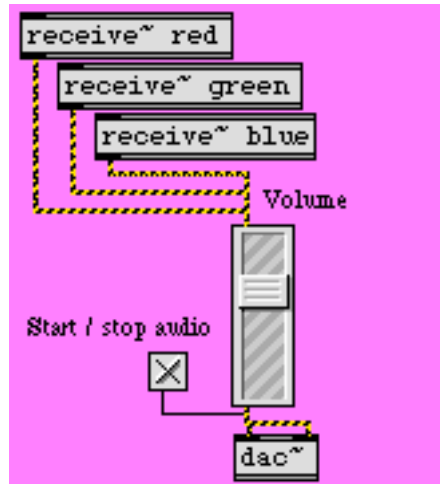 receive~ red
receive~ green
receive~ blue
Volume
Start / stop audio
dac~